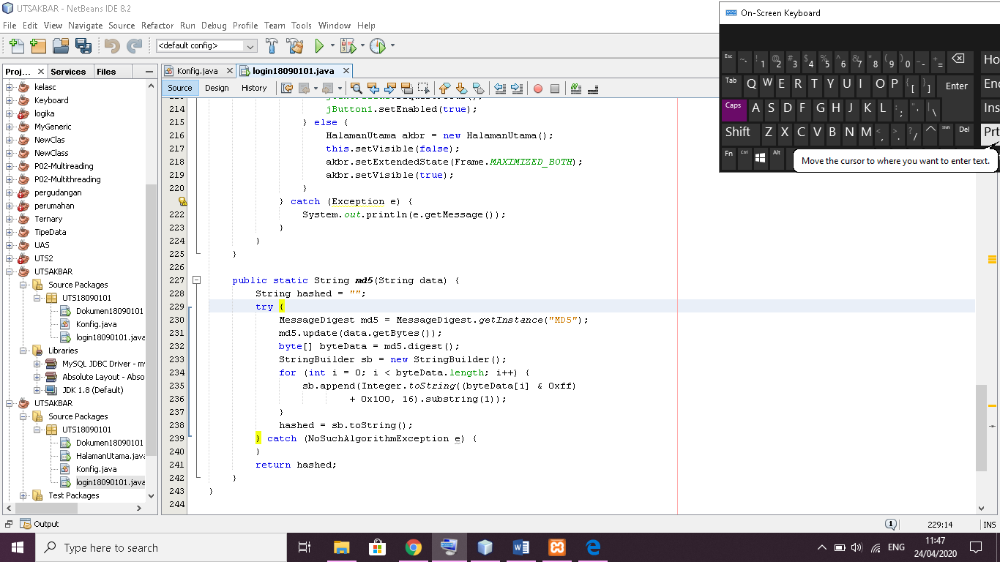 UTSAKBAR - NetBeans IDE 8.2
File Edit View Navigate Source Refactor Run Debug Profile Team Tools Window Help
<default config>
Proj... Services Files
kelasc
Keyboard
logika
MyGeneric
NewClas
NewClass
P02-Multireading
P02-Multithreading
pergudangan
perumahan
Ternary
TipeData
UAS
UTS2
UTSAKBAR
Source Packages
UTS18090101
Dokumen18090101
Konfig.java
login18090101.java
Libraries
MySQL JDBC Driver - my
Absolute Layout - Abso
JDK 1.8 (Default)
UTSAKBAR
Source Packages
UTS18090101
Dokumen18090101
HalamanUtama.java
Konfig.java
login18090101.java
Test Packages
Konfig.java login18090101.java
Source Design History
214 jButton1.setEnabled(true);
215 } else {
216 HalamanUtama akbr = new HalamanUtama();
217 this.setVisible(false);
218 akbr.setExtendedState(Frame.MAXIMIZED_BOTH);
219 akbr.setVisible(true);
220 }
} catch (Exception e) {
222 System.out.println(e.getMessage());
223 }
224 }
225 }
226
227 public static String md5(String data) {
228 String hashed = "";
229 try {
230 MessageDigest md5 = MessageDigest.getInstance("MD5");
231 md5.update(data.getBytes());
232 byte[] byteData = md5.digest();
233 StringBuilder sb = new StringBuilder();
234 for (int i = 0; i < byteData.length; i++) {
235 sb.append(Integer.toString((byteData[i] & 0xff)
236 + 0x100, 16).substring(1));
237 }
238 hashed = sb.toString();
239 } catch (NoSuchAlgorithmException e) {
240 }
241 return hashed;
242 }
243 }
244
On-Screen Keyboard
Esc ~ ` ! 1 @ 2 # 3 $ 4 % 5 ^ 6 & 7 * 8 ( 9 ) 0 _ - + = Ho
Tab Q W E R T Y U I O P { [ } ] Enter En
Caps A S D F G H J K L : ; " ' | \ Ins
Shift Z X C V B N M < , > . ? / ^ Shift Del Prt
Fn Ctrl Alt
Move the cursor to where you want to enter text.
Output
1 229:14 INS
Type here to search
ENG
11:47
24/04/2020